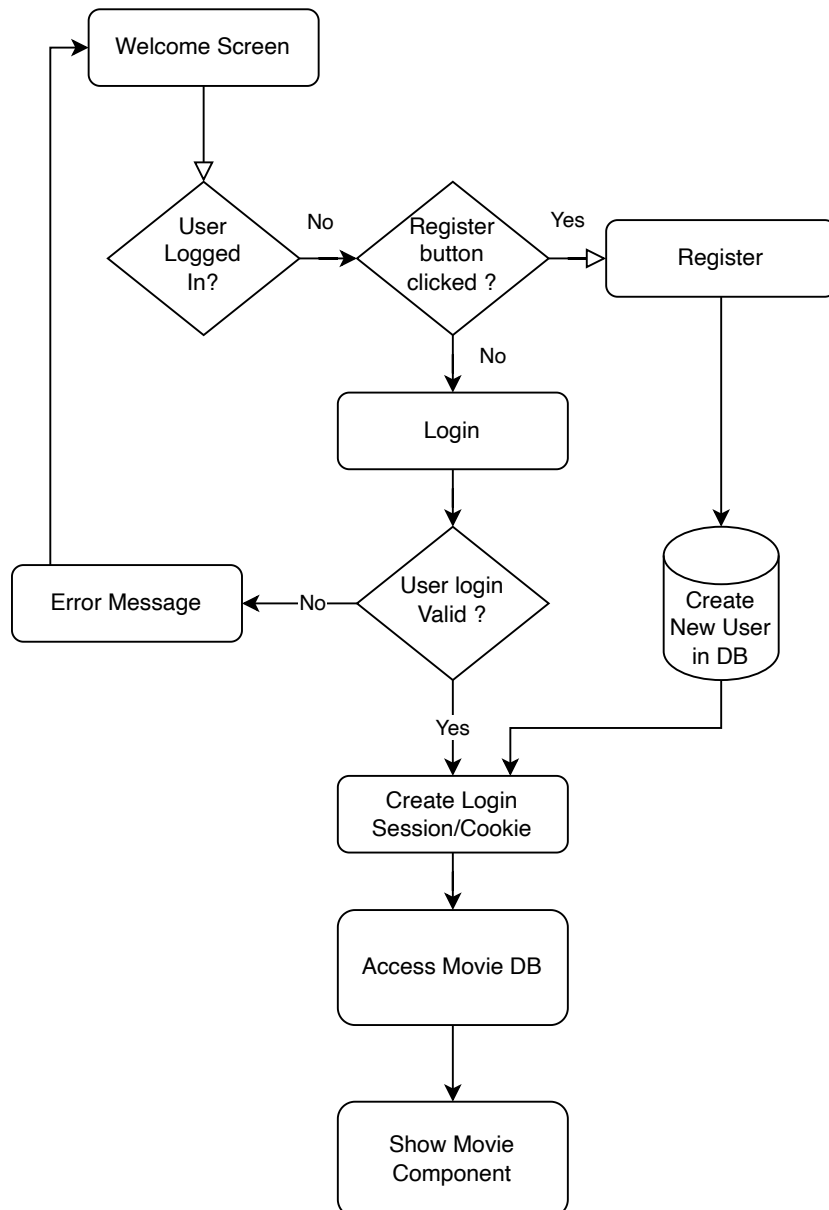 Welcome Screen
User
Logged
In?
No
Register
button
clicked ?
Yes
Register
No
Login
User login
Valid ?
No
Error Message
Create
New User
in DB
Yes
Create Login
Session/Cookie
Access Movie DB
Show Movie
Component